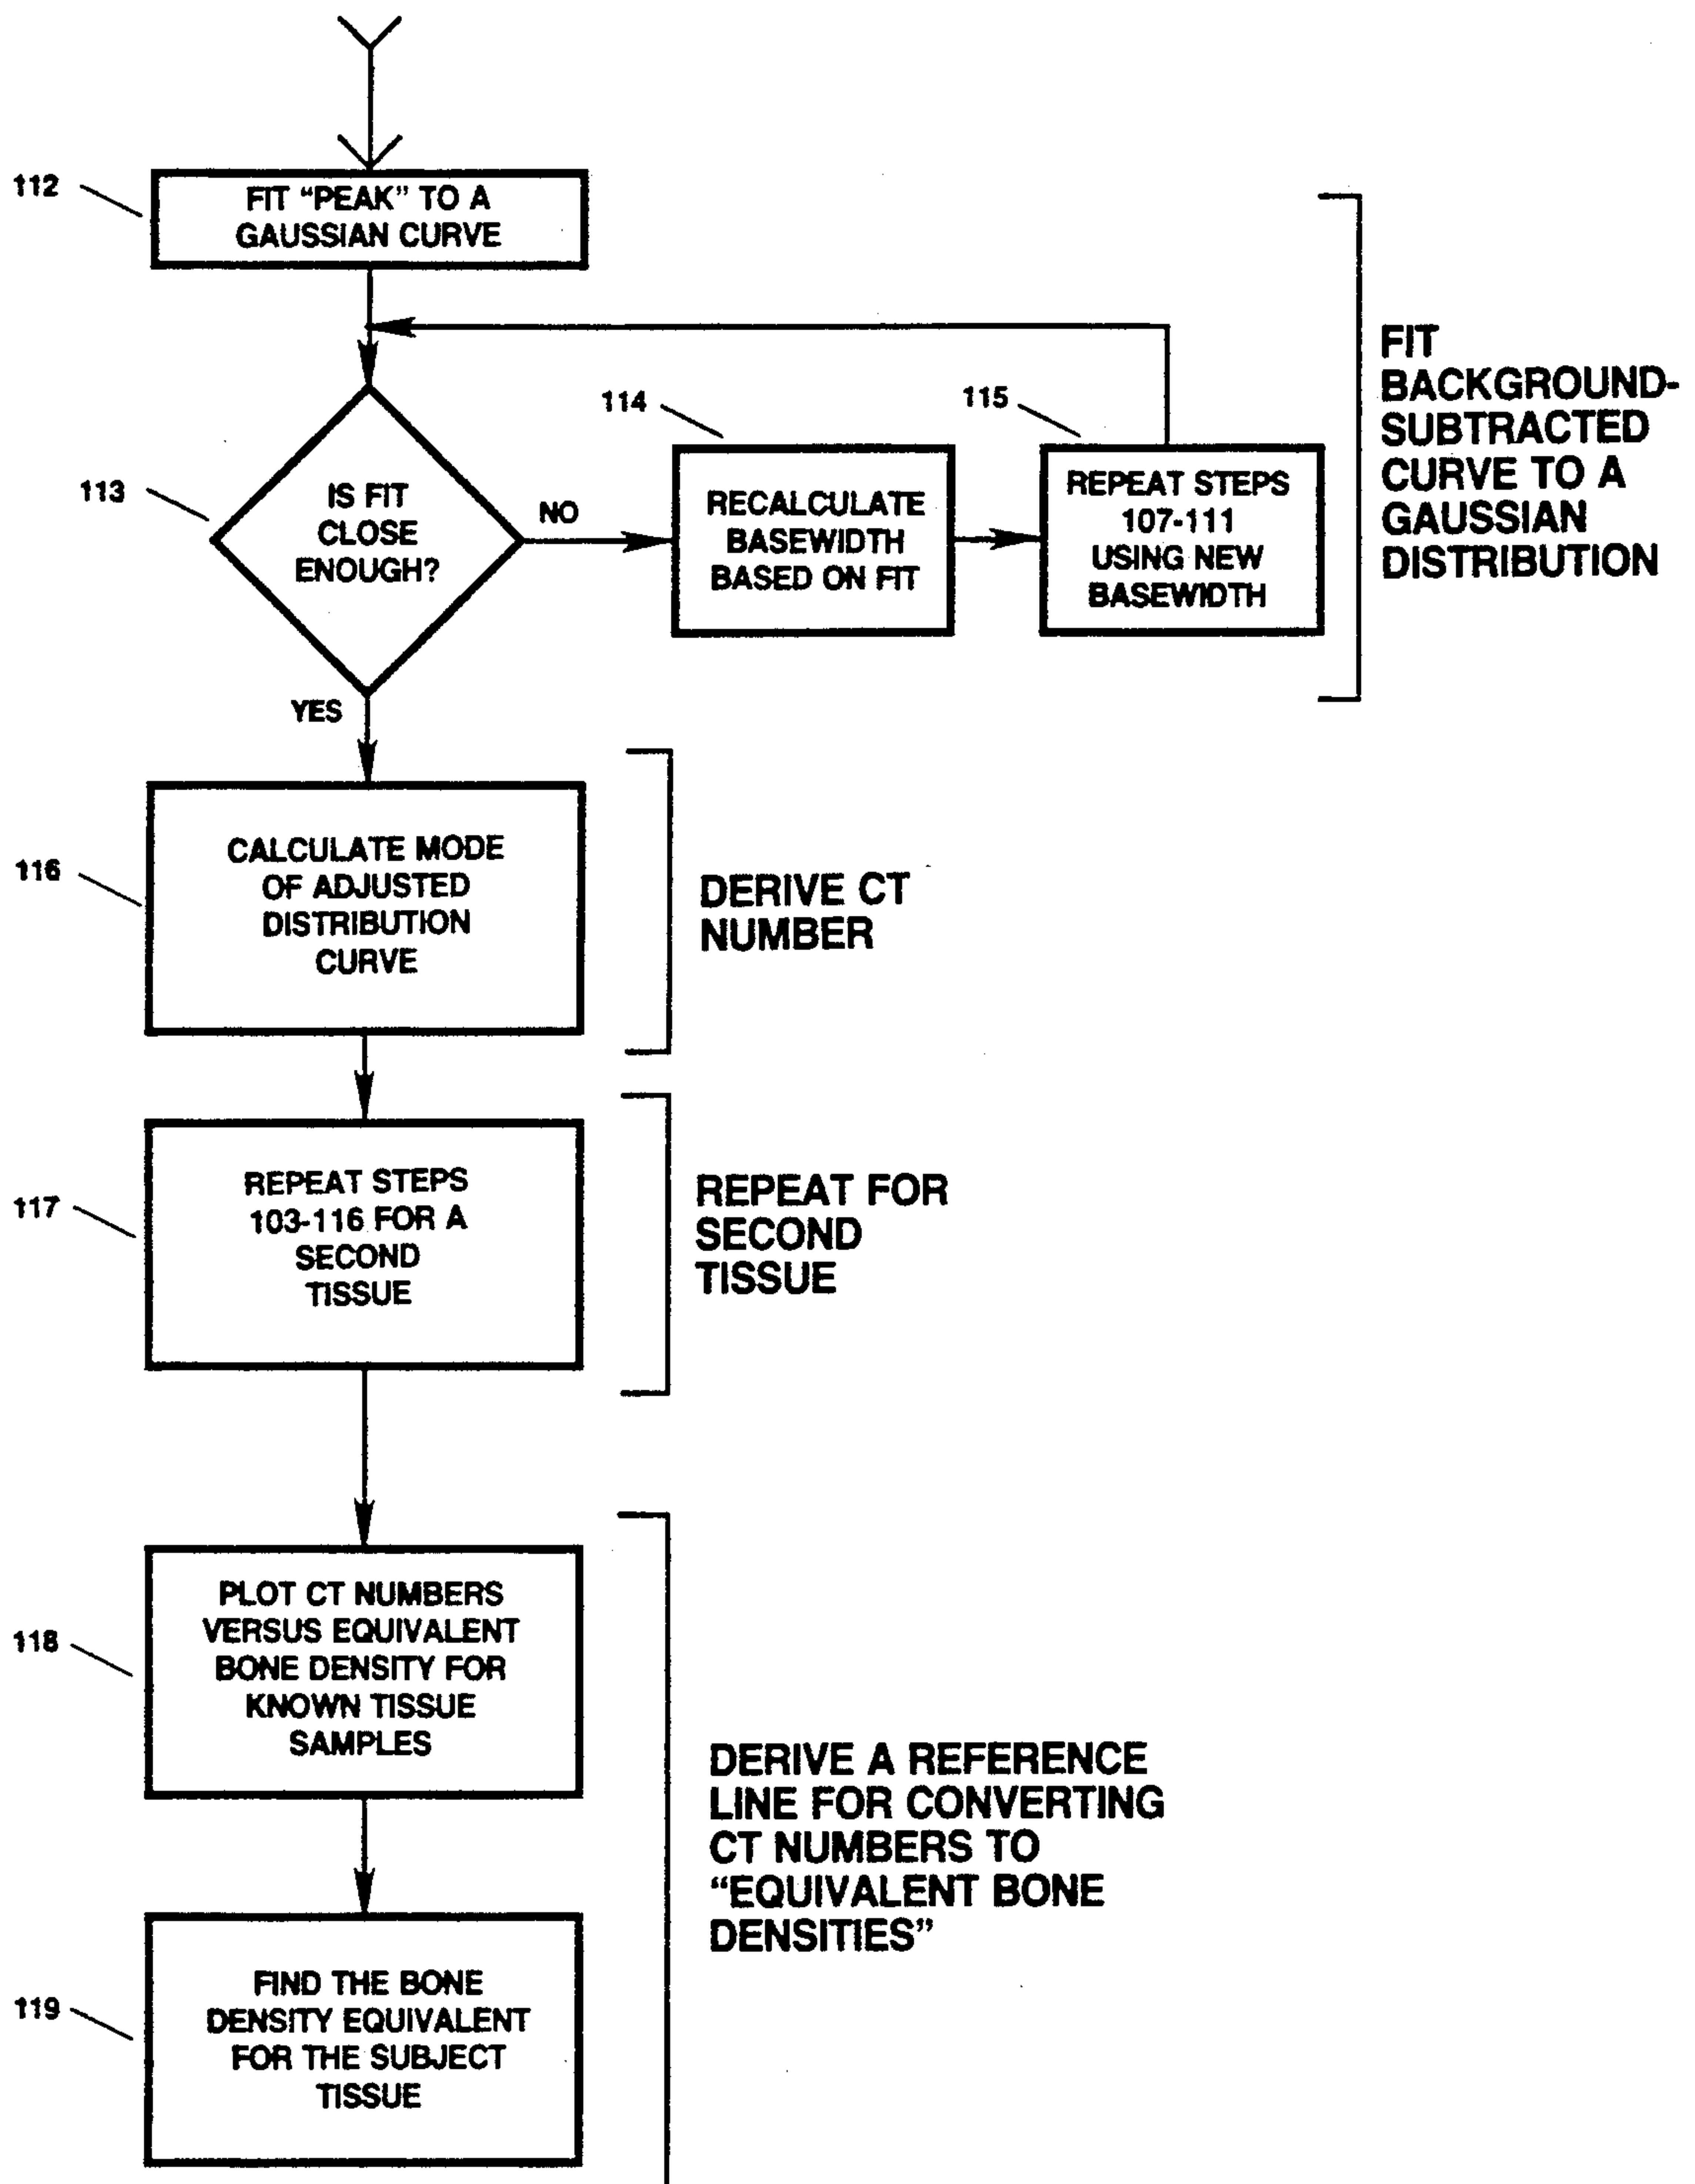 112
FIT “PEAK” TO A
GAUSSIAN CURVE
113
IS FIT
CLOSE
ENOUGH?
NO
YES
114
RECALCULATE
BASEWIDTH
BASED ON FIT
115
REPEAT STEPS
107-111
USING NEW
BASEWIDTH
FIT
BACKGROUND-
SUBTRACTED
CURVE TO A
GAUSSIAN
DISTRIBUTION
116
CALCULATE MODE
OF ADJUSTED
DISTRIBUTION
CURVE
DERIVE CT
NUMBER
117
REPEAT STEPS
103-116 FOR A
SECOND
TISSUE
REPEAT FOR
SECOND
TISSUE
118
PLOT CT NUMBERS
VERSUS EQUIVALENT
BONE DENSITY FOR
KNOWN TISSUE
SAMPLES
DERIVE A REFERENCE
LINE FOR CONVERTING
CT NUMBERS TO
“EQUIVALENT BONE
DENSITIES”
119
FIND THE BONE
DENSITY EQUIVALENT
FOR THE SUBJECT
TISSUE